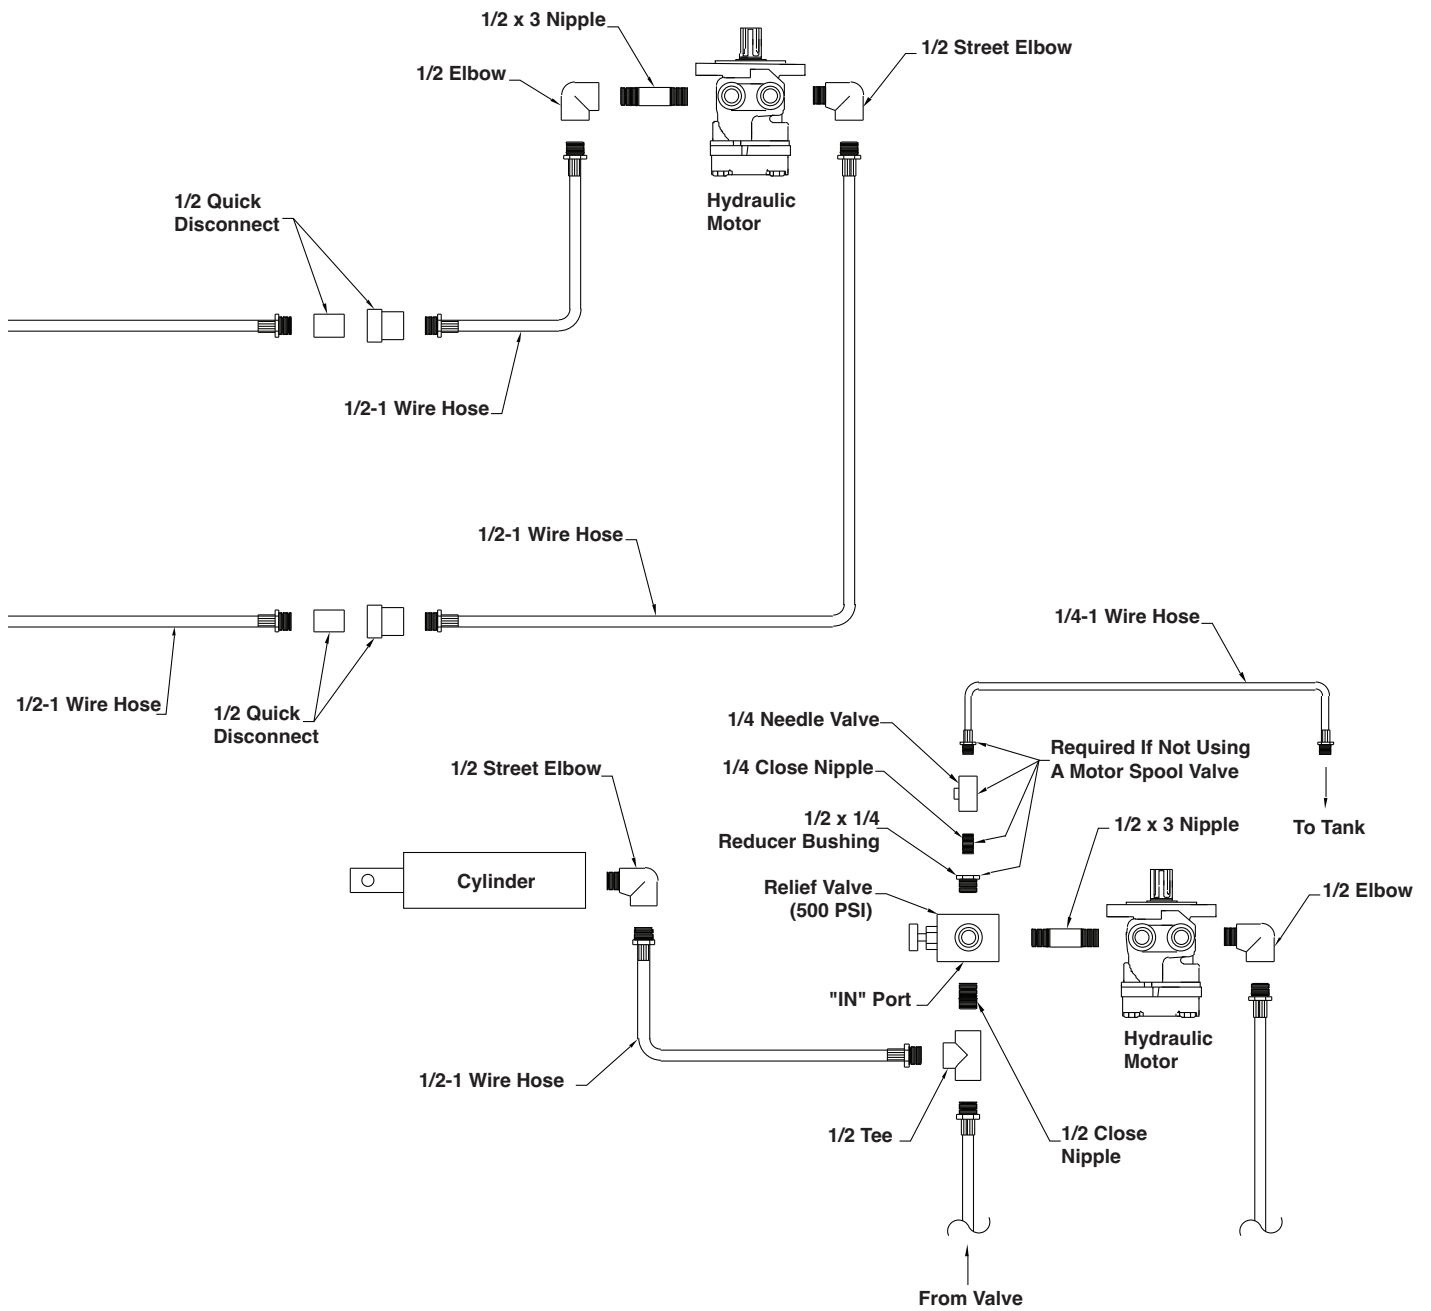 1/2 x 3 Nipple
1/2 Street Elbow
1/2 Elbow
1/2 Quick
Disconnect
Hydraulic
Motor
1/2-1 Wire Hose
1/2-1 Wire Hose
1/4-1 Wire Hose
1/2-1 Wire Hose
1/2 Quick
Disconnect
1/4 Needle Valve
Required If Not Using
A Motor Spool Valve
1/2 Street Elbow
1/4 Close Nipple
1/2 x 1/4
Reducer Bushing
1/2 x 3 Nipple
To Tank
Cylinder
Relief Valve
(500 PSI)
1/2 Elbow
"IN" Port
Hydraulic
Motor
1/2-1 Wire Hose
1/2 Tee
1/2 Close
Nipple
From Valve